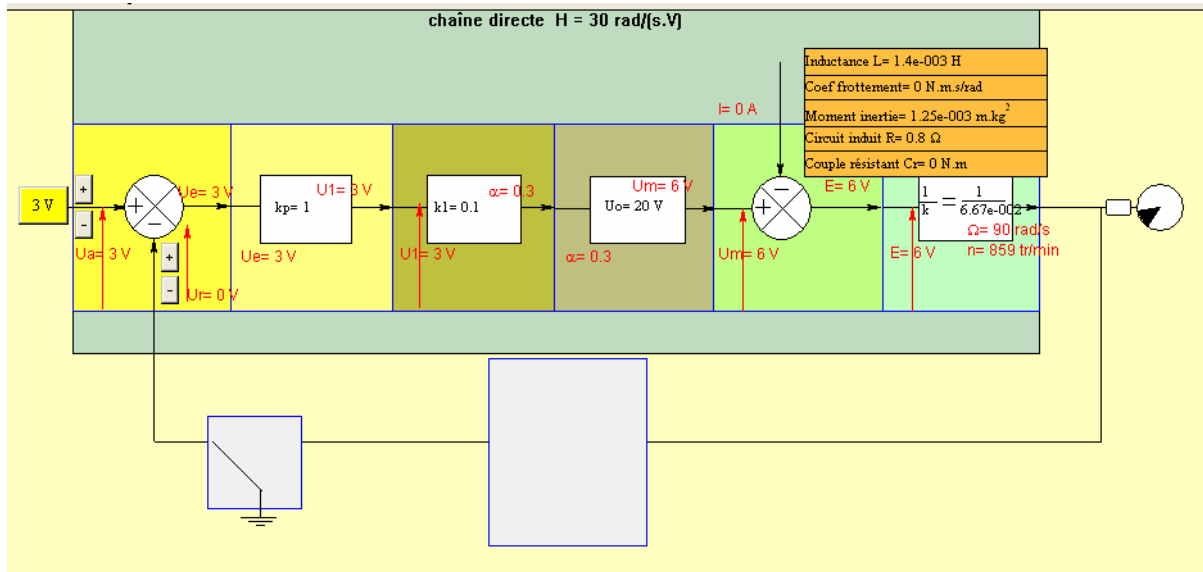 chaîne directe H = 30 rad/(s.V)
Inductance L= 1.4e-003 H
Coef frottement= 0 N.m.s/rad
I= 0 A
Moment inertie= 1.25e-003 m.kg²
Circuit induit R= 0.8 Ω
Couple résistant Cr= 0 N.m
3 V
+
-
+
−
Ue= 3 V
kp= 1
U1= 3 V
k1= 0.1
α= 0.3
Uo= 20 V
Um= 6 V
−
+
E= 6 V
1/k = 1/6.67e-002
Ω= 90 rad/s
n= 859 tr/min
Ua= 3 V
+
-
Ur= 0 V
Ue= 3 V
U1= 3 V
α= 0.3
Um= 6 V
E= 6 V